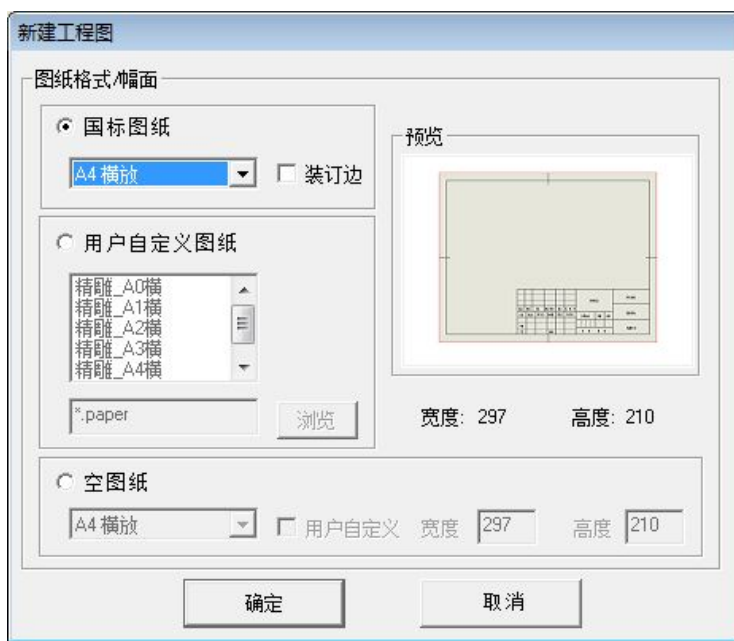 新建工程图
图纸格式/幅面
国标图纸
A4 横放
装订边
预览
用户自定义图纸
精雕_A0横
精雕_A1横
精雕_A2横
精雕_A3横
精雕_A4横
*.paper
浏览
宽度: 297 高度: 210
空图纸
A4 横放
用户自定义 宽度 297 高度 210
确定 取消